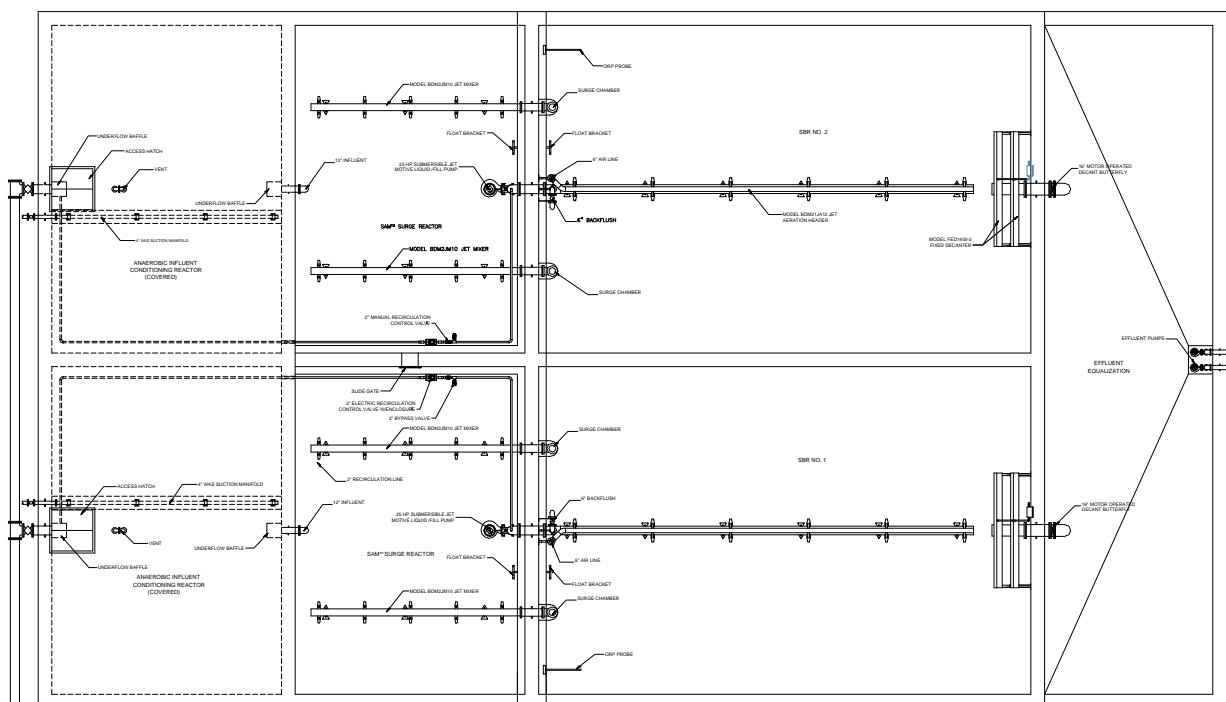 ORP PROBE
MODEL BDM2JM10 JET MIXER
SURGE CHAMBER
UNDERFLOW BAFFLE
ACCESS HATCH
VENT
12" INFLUENT
UNDERFLOW BAFFLE
FLOAT BRACKET
FLOAT BRACKET
25 HP SUBMERSIBLE JET
MOTIVE LIQUID /FILL PUMP
6" AIR LINE
6" BACKFLUSH
SBR NO. 2
16" MOTOR OPERATED
DECANT BUTTERFLY
MODEL BDM21JA12 JET
AERATION HEADER
MODEL FED1400-2
FIXED DECANTER
4" WAS SUCTION MANIFOLD
SAM™ SURGE REACTOR
MODEL BDM2JM10 JET MIXER
ANAEROBIC INFLUENT
CONDITIONING REACTOR
(COVERED)
SURGE CHAMBER
2" MANUAL RECIRCULATION
CONTROL VALVE
EFFLUENT PUMPS
EFFLUENT
EQUALIZATION
SLIDE GATE
2" ELECTRIC RECIRCULATION
CONTROL VALVE W/ENCLOSURE
2" BYPASS VALVE
MODEL BDM2JM10 JET MIXER
SURGE CHAMBER
2" RECIRCULATION LINE
SBR NO. 1
ACCESS HATCH
4" WAS SUCTION MANIFOLD
12" INFLUENT
25 HP SUBMERSIBLE JET
MOTIVE LIQUID /FILL PUMP
6" BACKFLUSH
16" MOTOR OPERATED
DECANT BUTTERFLY
VENT
UNDERFLOW BAFFLE
SAM™ SURGE REACTOR
FLOAT BRACKET
6" AIR LINE
UNDERFLOW BAFFLE
ANAEROBIC INFLUENT
CONDITIONING REACTOR
(COVERED)
FLOAT BRACKET
MODEL BDM2JM10 JET MIXER
SURGE CHAMBER
ORP PROBE